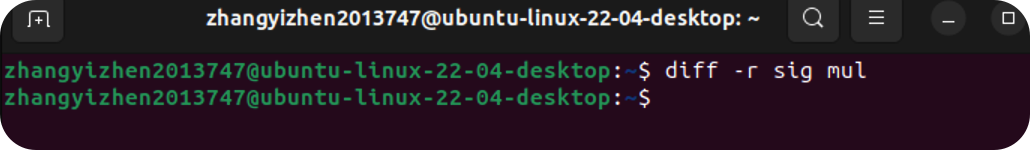 zhangyizhen2013747@ubuntu-linux-22-04-desktop: ~
zhangyizhen2013747@ubuntu-linux-22-04-desktop:~$ diff -r sig mul
zhangyizhen2013747@ubuntu-linux-22-04-desktop:~$